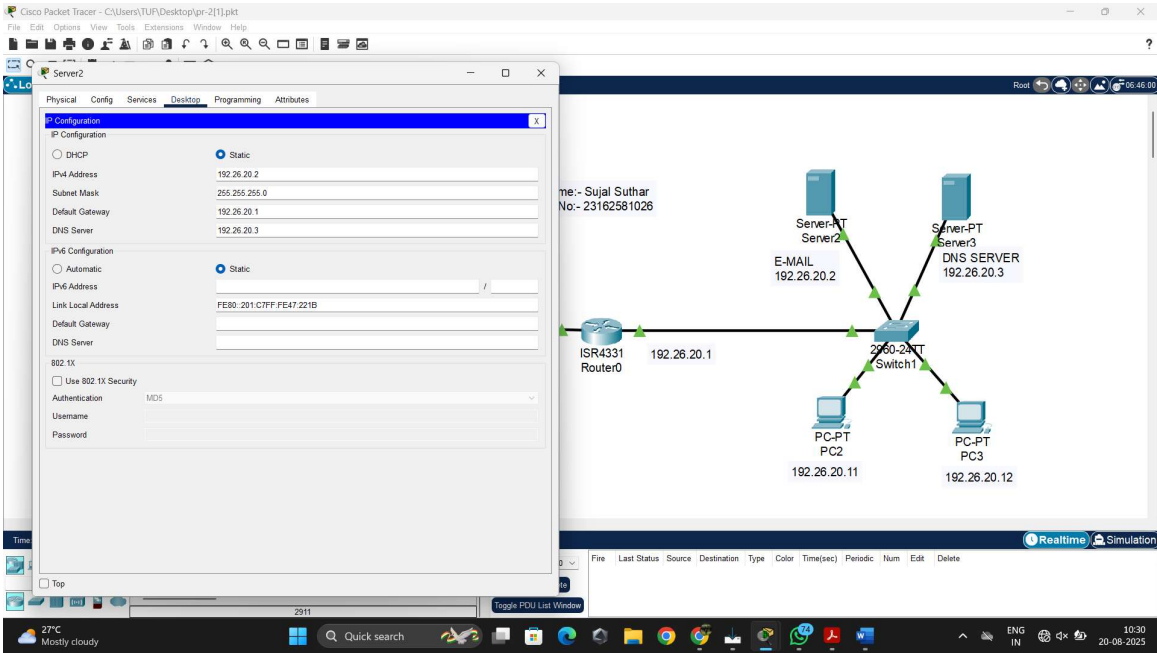 Cisco Packet Tracer - C:\Users\TUF\Desktop\pr-2[1].pkt
File Edit Options View Tools Extensions Window Help
?
Server2
Root
06:46:00
Physical Config Services Desktop Programming Attributes
IP Configuration
X
IP Configuration
DHCP
Static
IPv4 Address
192.26.20.2
Subnet Mask
255.255.255.0
Default Gateway
192.26.20.1
DNS Server
192.26.20.3
IPv6 Configuration
Automatic
Static
IPv6 Address
/
Link Local Address
FE80::201:C7FF:FE47:221B
Default Gateway
DNS Server
802.1X
Use 802.1X Security
Authentication
MD5
Username
Password
Top
me:- Sujal Suthar
No:- 23162581026
Server-PT
Server2
E-MAIL
192.26.20.2
Server-PT
Server3
DNS SERVER
192.26.20.3
ISR4331
Router0
192.26.20.1
2960-24TT
Switch1
PC-PT
PC2
192.26.20.11
PC-PT
PC3
192.26.20.12
Time:
Realtime
Simulation
Fire Last Status Source Destination Type Color Time(sec) Periodic Num Edit Delete
Toggle PDU List Window
2911
27°C
Mostly cloudy
Quick search
74
ENG
IN
10:30
20-08-2025